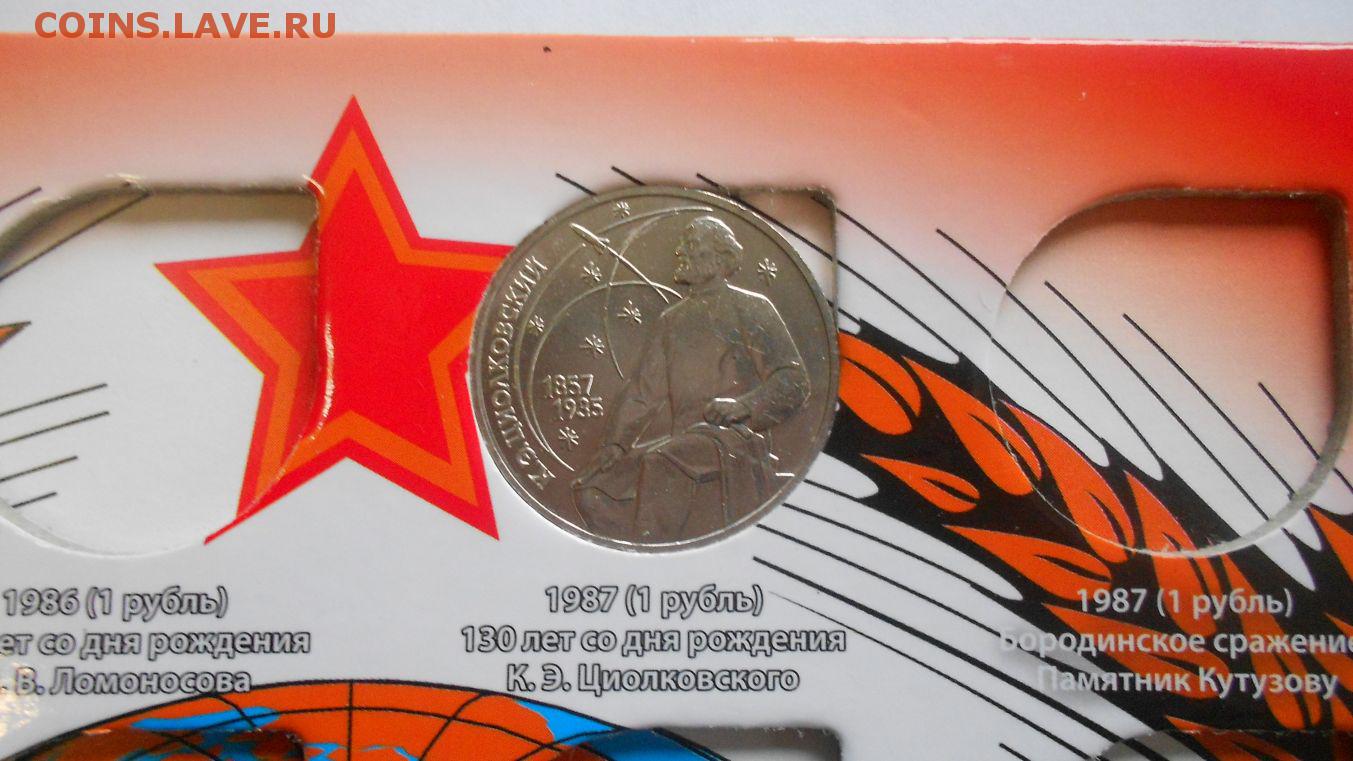 COINS.LAVE.RU
К.Э.ЦИОЛКОВСКИЙ
1857
1935
1986 (1 рубль)
ет со дня рождения
. В. Ломоносова
1987 (1 рубль)
130 лет со дня рождения
К. Э. Циолковского
1987 (1 рубль)
Бородинское сражение
Памятник Кутузову